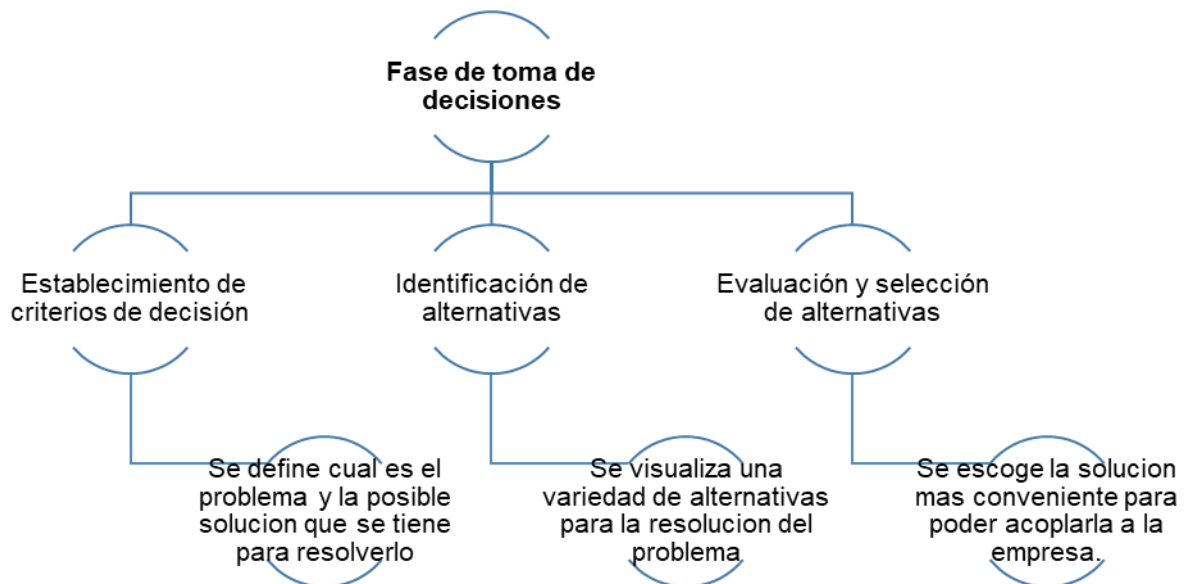 Fase de toma de
decisiones
Establecimiento de
criterios de decisión
Identificación de
alternativas
Evaluación y selección
de alternativas
Se define cual es el
problema y la posible
solucion que se tiene
para resolverlo
Se visualiza una
variedad de alternativas
para la resolucion del
problema
Se escoge la solucion
mas conveniente para
poder acoplarla a la
empresa.